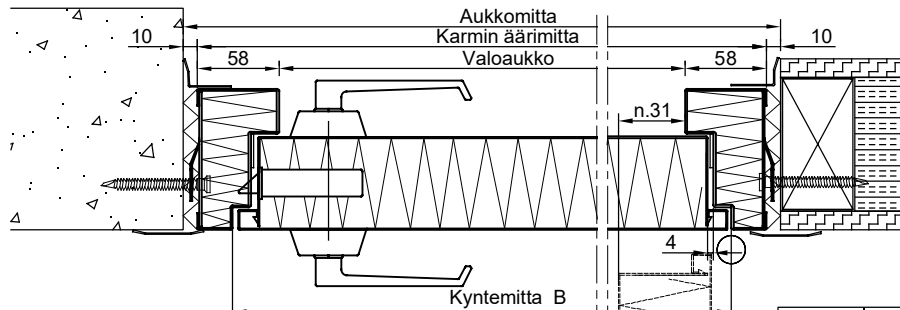 Aukkomitta
10 Karmin äärimitta 10
58 Valoaukko 58
n.31
4
Kyntemitta B